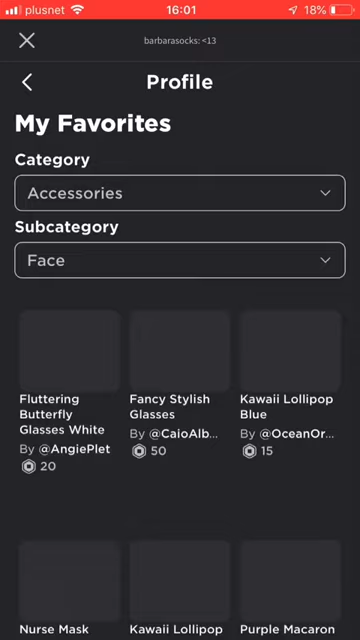 plusnet
16:01
18%
barbarasocks: <13
Profile
My Favorites
Category
Accessories
Subcategory
Face
Fluttering
Butterfly
Glasses White
By @AngiePlet
20
Fancy Stylish
Glasses
By @CaioAlb...
50
Kawaii Lollipop
Blue
By @OceanOr...
15
Nurse Mask
Kawaii Lollipop
Purple Macaron